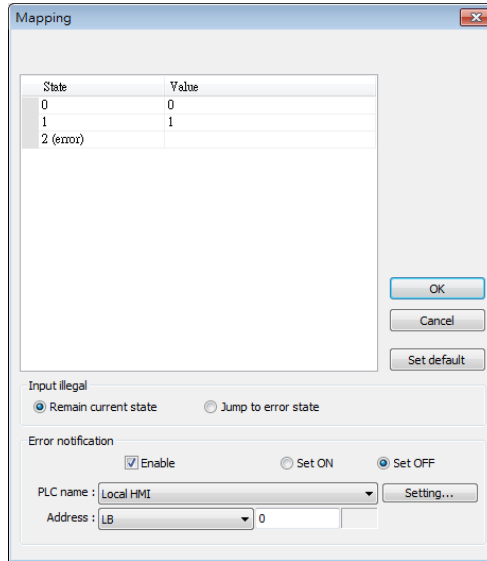 Mapping
State Value
0 0
1 1
2 (error)
OK
Cancel
Set default
Input illegal
Remain current state Jump to error state
Error notification
Enable Set ON Set OFF
PLC name : Local HMI Setting...
Address : LB 0